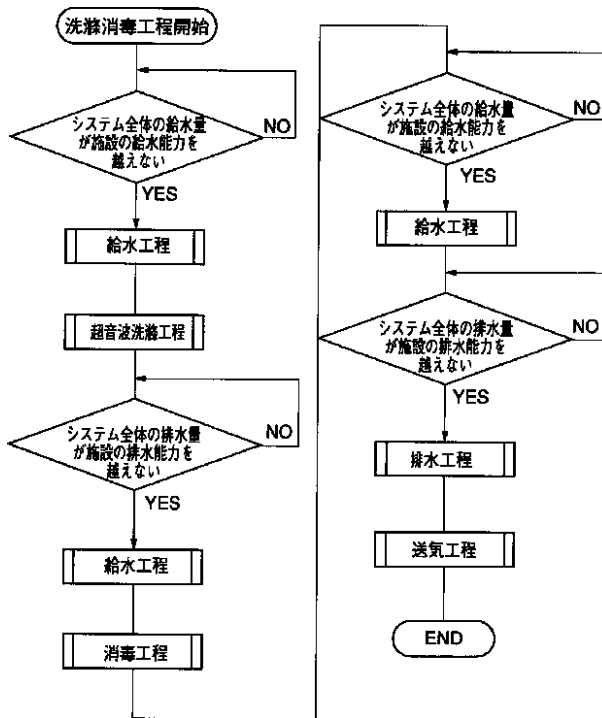 洗滌消毒工程開始
システム全体の給水量
が施設の給水能力を
越えない
NO
YES
給水工程
超音波洗滌工程
システム全体の排水量
が施設の排水能力を
越えない
NO
YES
給水工程
消毒工程
システム全体の給水量
が施設の給水能力を
越えない
NO
YES
給水工程
システム全体の排水量
が施設の排水能力を
越えない
NO
YES
排水工程
送気工程
END